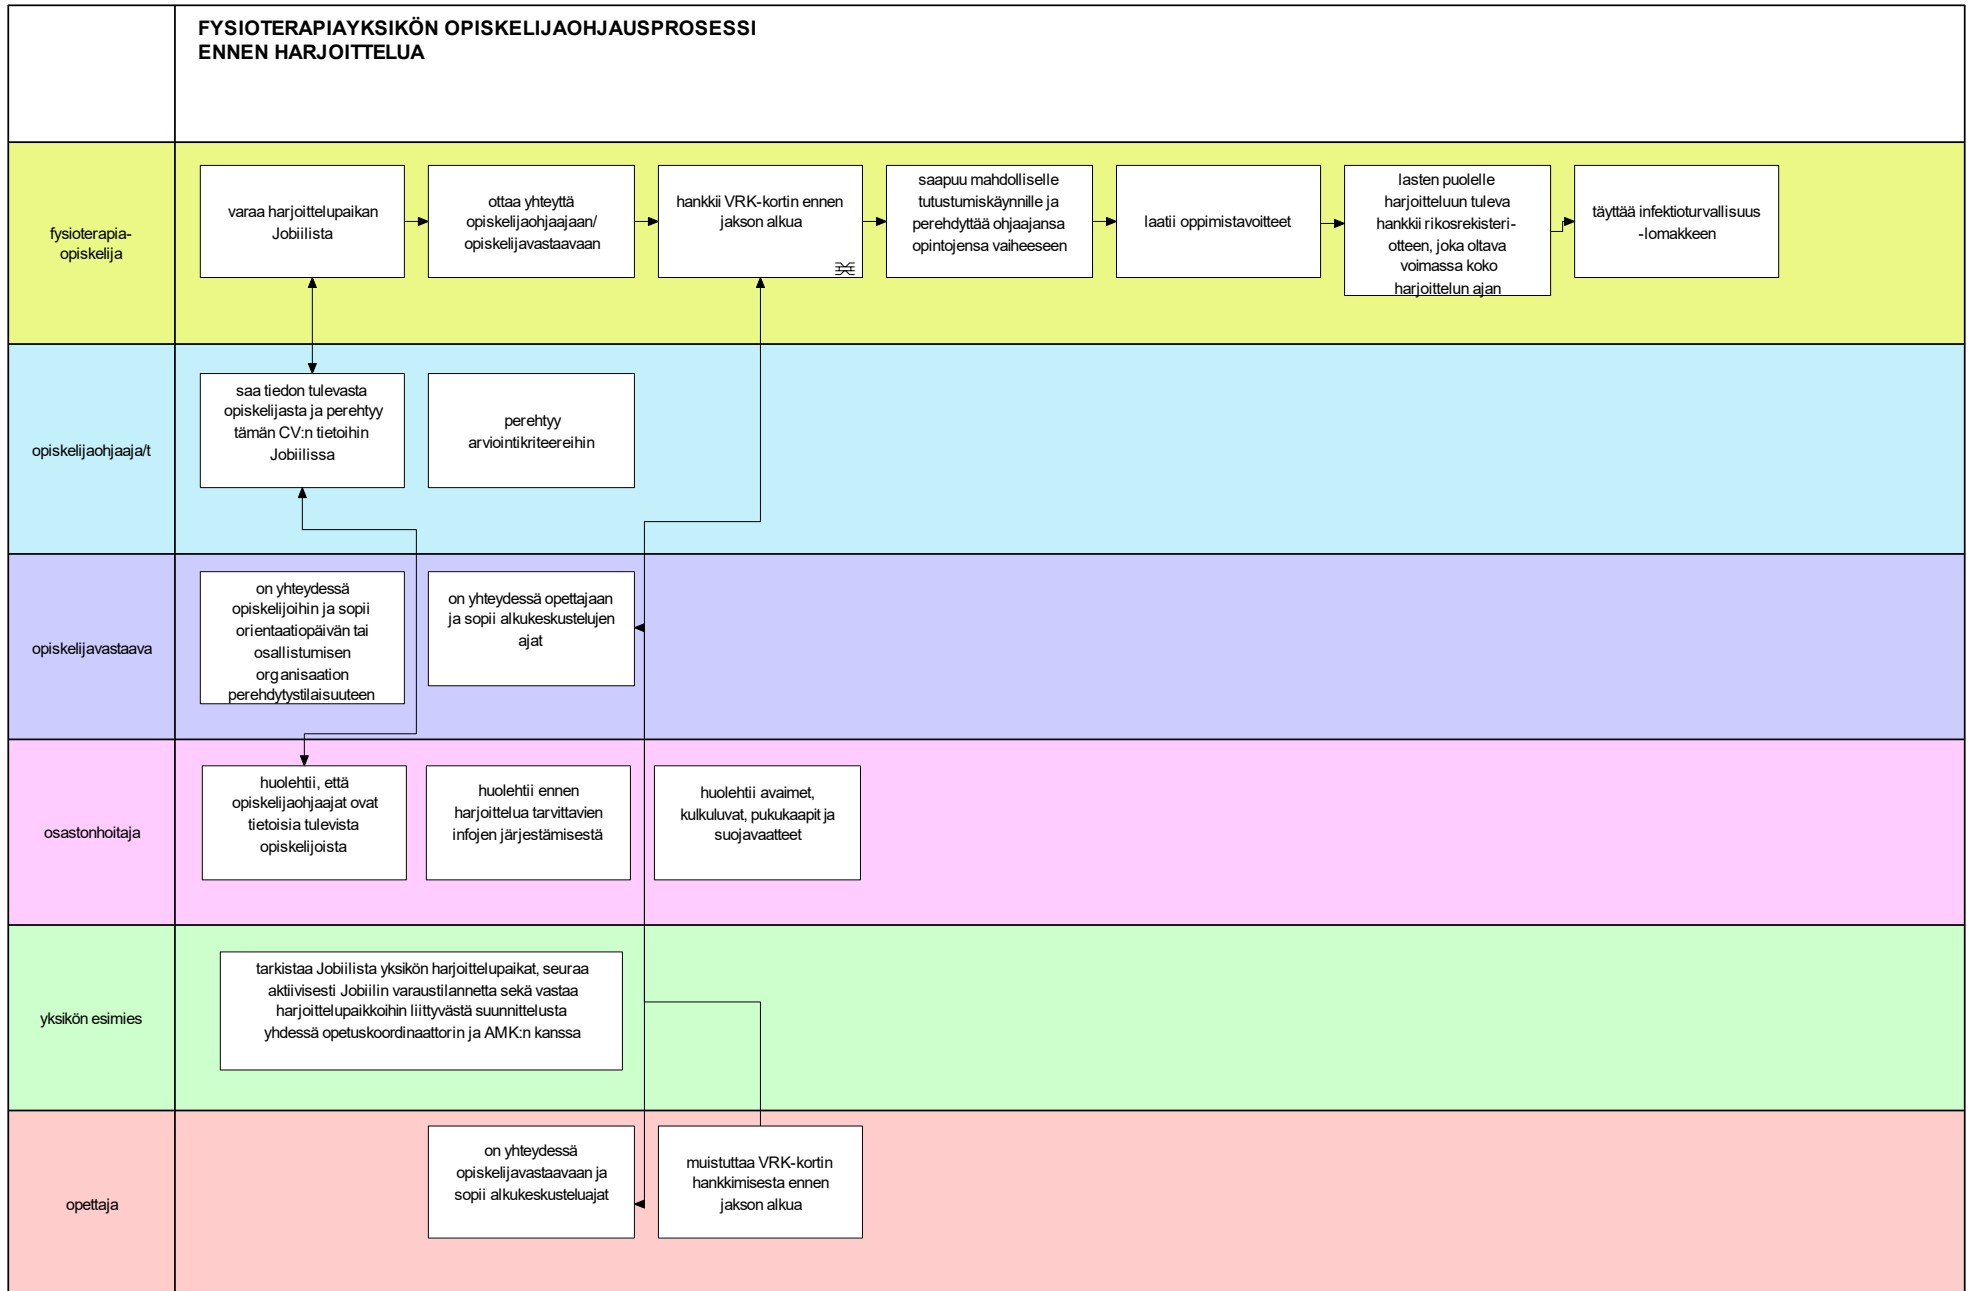 FYSIOTERAPIAYKSIKÖN OPISKELIJAOHJAUSPROSESSI
ENNEN HARJOITTELUA
fysioterapia-
opiskelija
varaa harjoittelupaikan
Jobiilista
ottaa yhteyttä
opiskelijaohjaajaan/
opiskelijavastaavaan
hankkii VRK-kortin ennen
jakson alkua
saapuu mahdolliselle
tutustumiskäynnille ja
perehdyttää ohjaajansa
opintojensa vaiheeseen
laatii oppimistavoitteet
lasten puolelle
harjoitteluun tuleva
hankkii rikosrekisteri-
otteen, joka oltava
voimassa koko
harjoittelun ajan
täyttää infektioturvallisuus
-lomakkeen
opiskelijaohjaaja/t
saa tiedon tulevasta
opiskelijasta ja perehtyy
tämän CV:n tietoihin
Jobiilissa
perehtyy
arviointikriteereihin
opiskelijavastaava
on yhteydessä
opiskelijoihin ja sopii
orientaatiopäivän tai
osallistumisen
organisaation
perehdytystilaisuuteen
on yhteydessä opettajaan
ja sopii alkukeskustelujen
ajat
osastonhoitaja
huolehtii, että
opiskelijaohjaajat ovat
tietoisia tulevista
opiskelijoista
huolehtii ennen
harjoittelua tarvittavien
infojen järjestämisestä
huolehtii avaimet,
kulkuluvat, pukukaapit ja
suojavaatteet
yksikön esimies
tarkistaa Jobiilista yksikön harjoittelupaikat, seuraa
aktiivisesti Jobiilin varaustilannetta sekä vastaa
harjoittelupaikkoihin liittyvästä suunnittelusta
yhdessä opetuskoordinaattorin ja AMK:n kanssa
opettaja
on yhteydessä
opiskelijavastaavaan ja
sopii alkukeskusteluajat
muistuttaa VRK-kortin
hankkimisesta ennen
jakson alkua